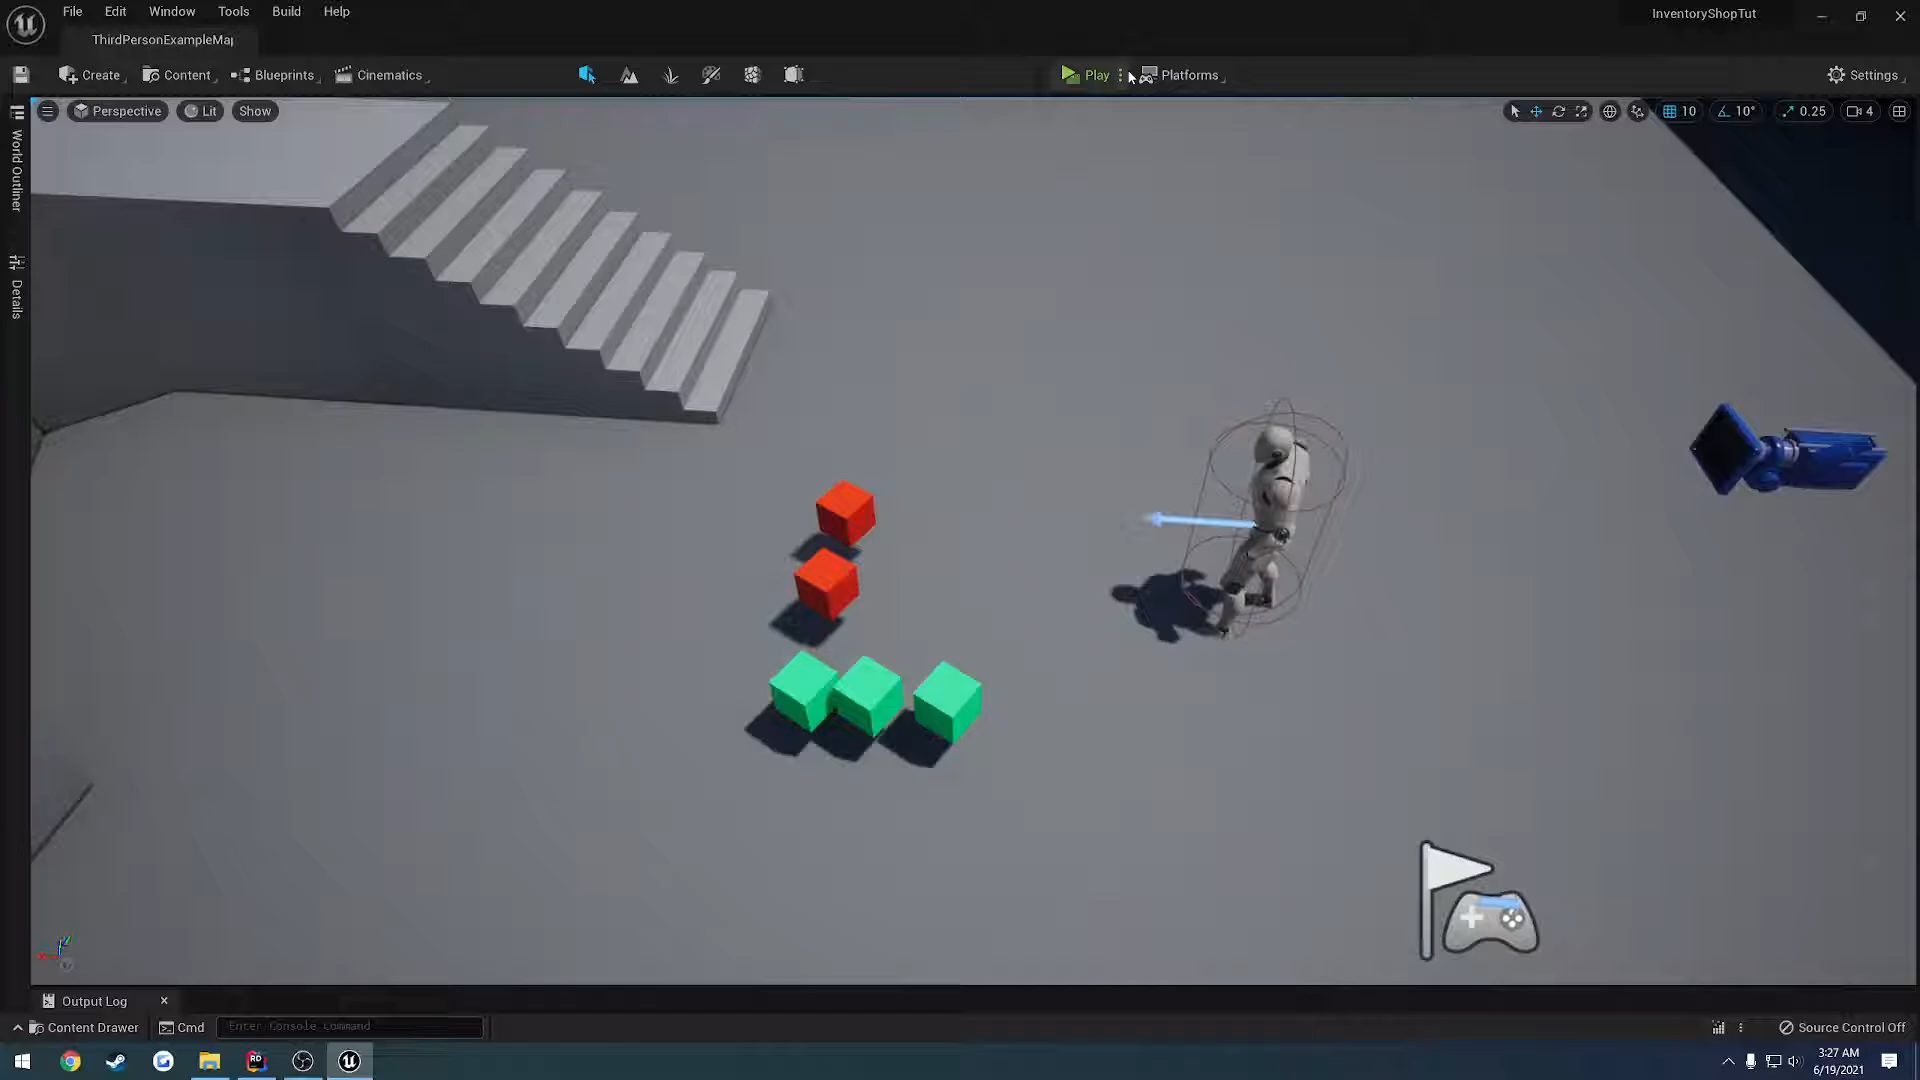 File Edit Window Tools Build Help
InventoryShopTut
ThirdPersonExampleMap
Create Content Blueprints Cinematics Play Platforms Settings
Perspective Lit Show 10 10° 0.25 4
World Outliner
Details
Output Log
Content Drawer Cmd Enter Console Command Source Control Off
RD
3:27 AM
6/19/2021